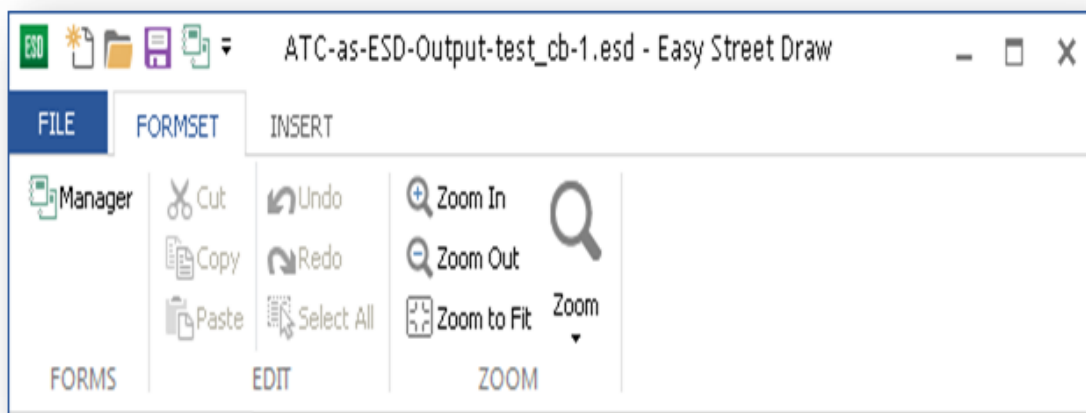 ESD ATC-as-ESD-Output-test_cb-1.esd - Easy Street Draw
FILE FORMSET INSERT
Manager Cut Undo Zoom In
Copy Redo Zoom Out
Paste Select All Zoom to Fit Zoom
FORMS EDIT ZOOM